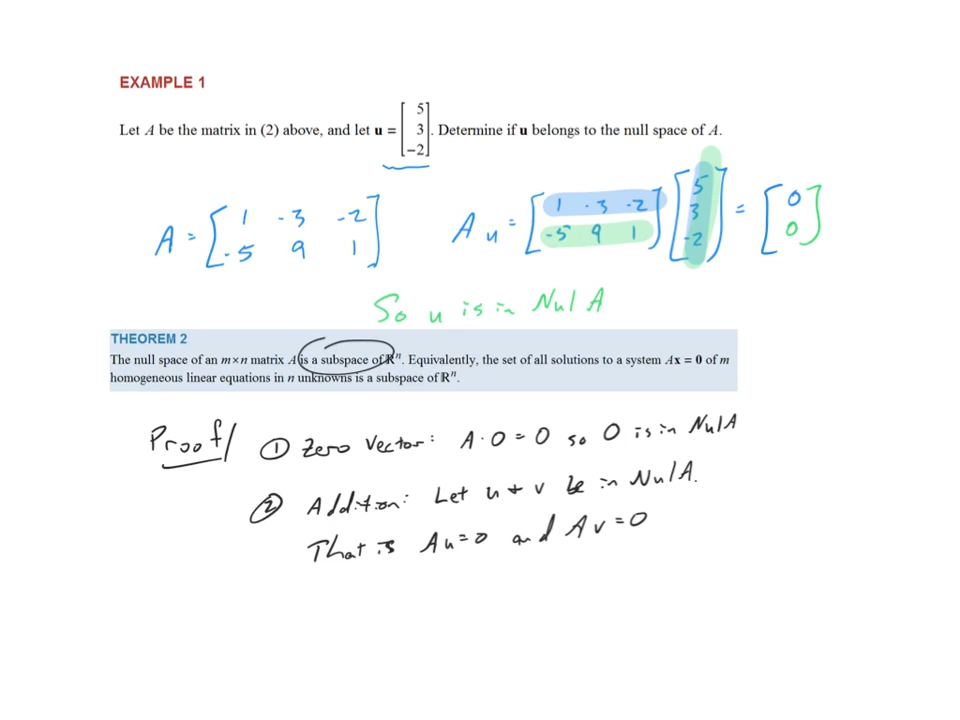 EXAMPLE 1
Let A be the matrix in (2) above, and let u = [5 3 −2]. Determine if u belongs to the null space of A.
A = [1 -3 -2
-5 9 1]
Au = [1 -3 -2
-5 9 1] [5
3
-2] = [0
0]
So u is in Nul A
THEOREM 2
The null space of an m×n matrix A is a subspace of ℝⁿ. Equivalently, the set of all solutions to a system Ax = 0 of m
homogeneous linear equations in n unknowns is a subspace of ℝⁿ.
Proof/ ① Zero Vector: A·0=0 so 0 is in Nul A
② Addition: Let u + v be in Nul A.
That is Au=0 and Av=0